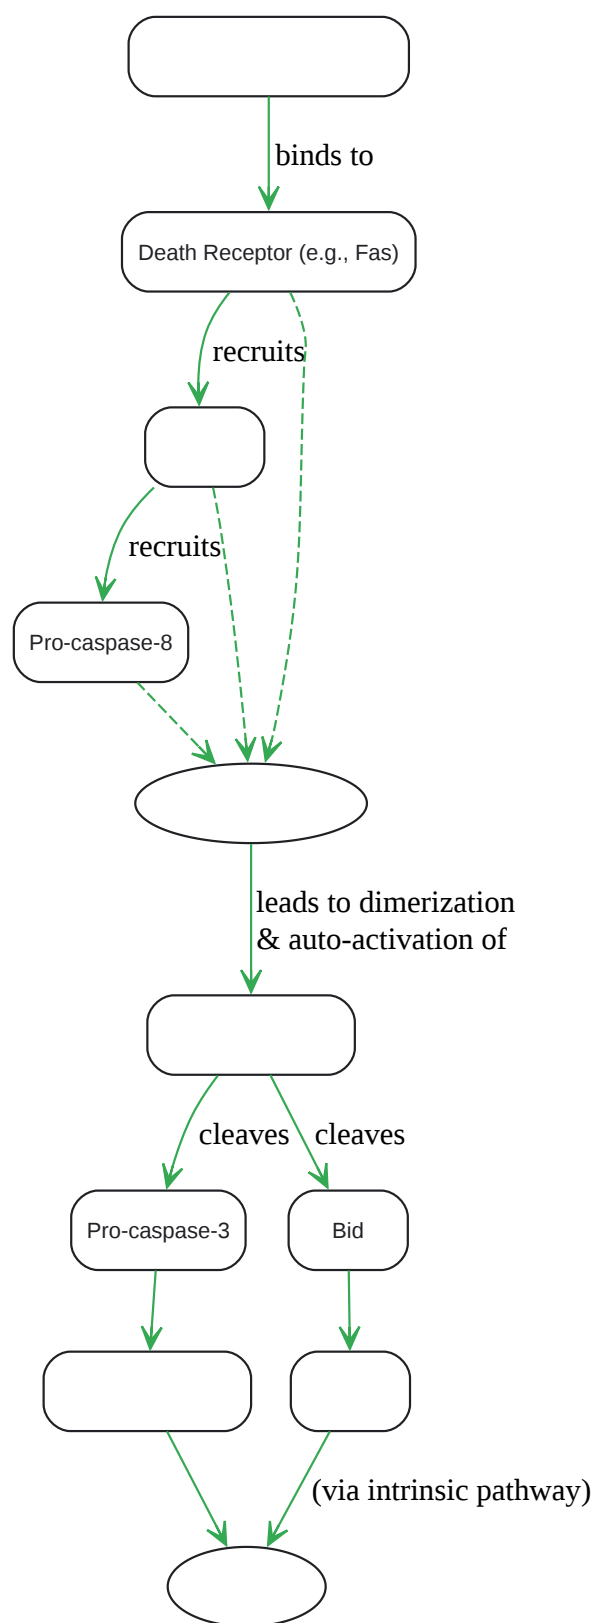 binds to
Death Receptor (e.g., Fas)
recruits
recruits
Pro-caspase-8
leads to dimerization
& auto-activation of
cleaves
cleaves
Pro-caspase-3
Bid
(via intrinsic pathway)